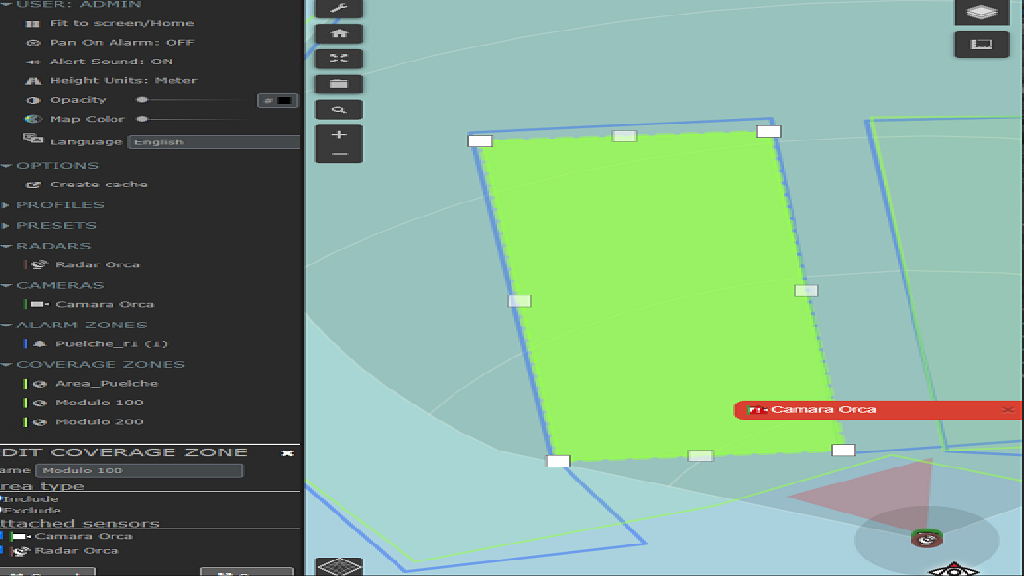 USER: ADMIN
Fit to screen/Home
Pan On Alarm: OFF
Alert Sound: ON
Height Units: Meter
Opacity
#
Map Color
Language English
OPTIONS
Create cache
PROFILES
PRESETS
RADARS
Radar Orca
CAMERAS
Camara Orca
ALARM ZONES
Puelche_r1 (1)
COVERAGE ZONES
Area_Puelche
Modulo 100
Modulo 200
DIT COVERAGE ZONE
ame Modulo 100
rea type
Include
Exclude
ttached sensors
Camara Orca
Radar Orca
Camara Orca